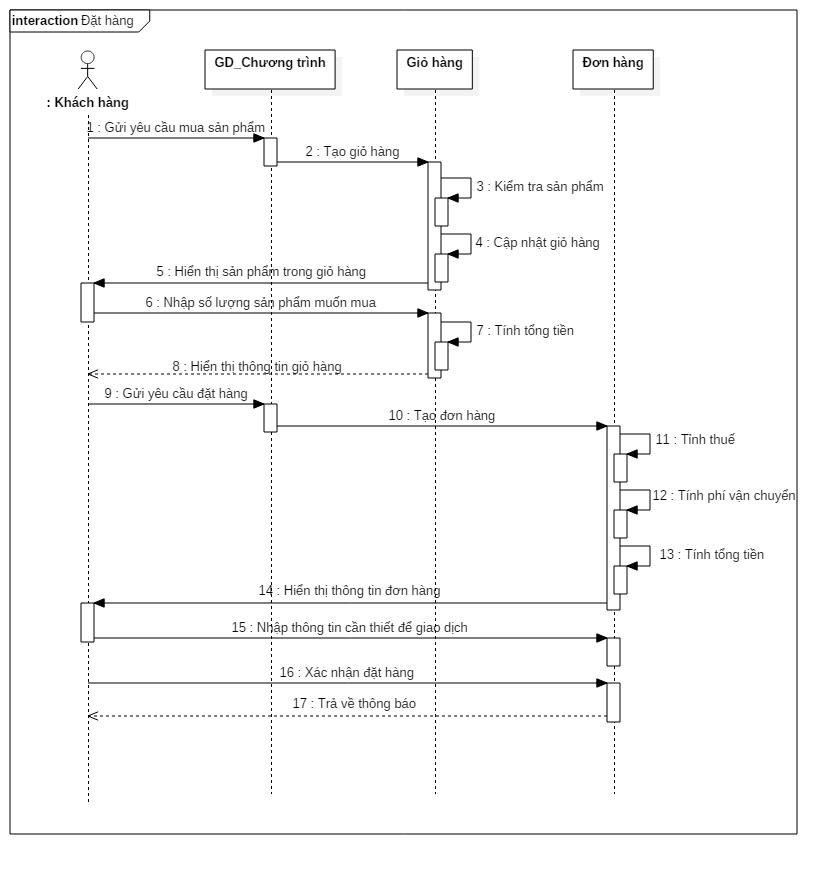 interaction Đặt hàng
GD_Chương trình
Giỏ hàng
Đơn hàng
: Khách hàng
1 : Gửi yêu cầu mua sản phẩm
2 : Tạo giỏ hàng
3 : Kiểm tra sản phẩm
4 : Cập nhật giỏ hàng
5 : Hiển thị sản phẩm trong giỏ hàng
6 : Nhập số lượng sản phẩm muốn mua
7 : Tính tổng tiền
8 : Hiển thị thông tin giỏ hàng
9 : Gửi yêu cầu đặt hàng
10 : Tạo đơn hàng
11 : Tính thuế
12 : Tính phí vận chuyển
13 : Tính tổng tiền
14 : Hiển thị thông tin đơn hàng
15 : Nhập thông tin cần thiết để giao dịch
16 : Xác nhận đặt hàng
17 : Trả về thông báo